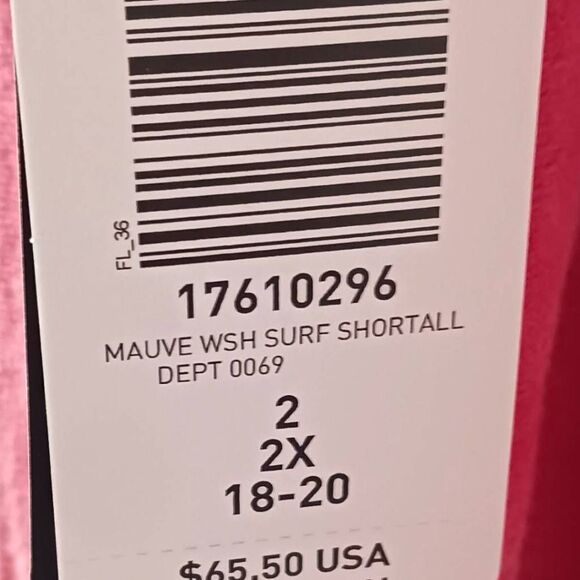 FL_36
17610296
MAUVE WSH SURF SHORTALL
DEPT 0069
2
2X
18-20
$65.50 USA